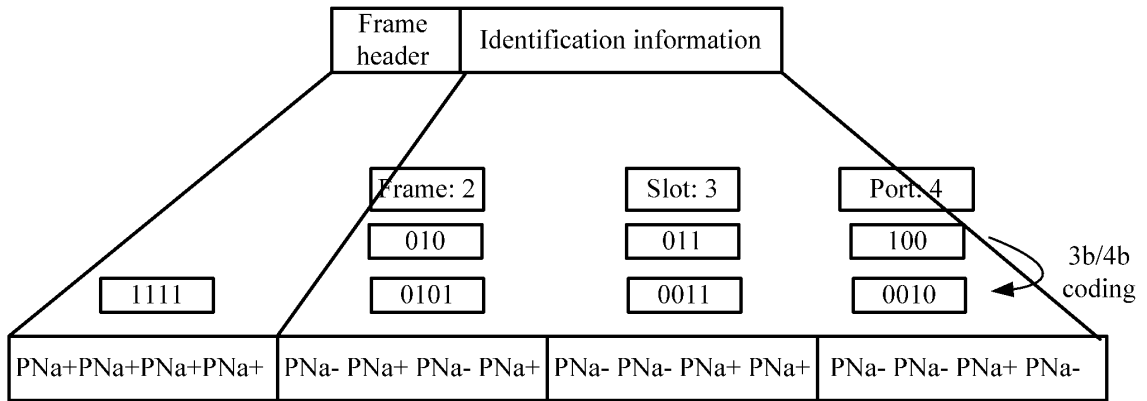 Frame
header
Identification information
Frame: 2
Slot: 3
Port: 4
010
011
100
3b/4b
coding
1111
0101
0011
0010
PNa+PNa+PNa+PNa+
PNa- PNa+ PNa- PNa+
PNa- PNa- PNa+ PNa+
PNa- PNa- PNa+ PNa-